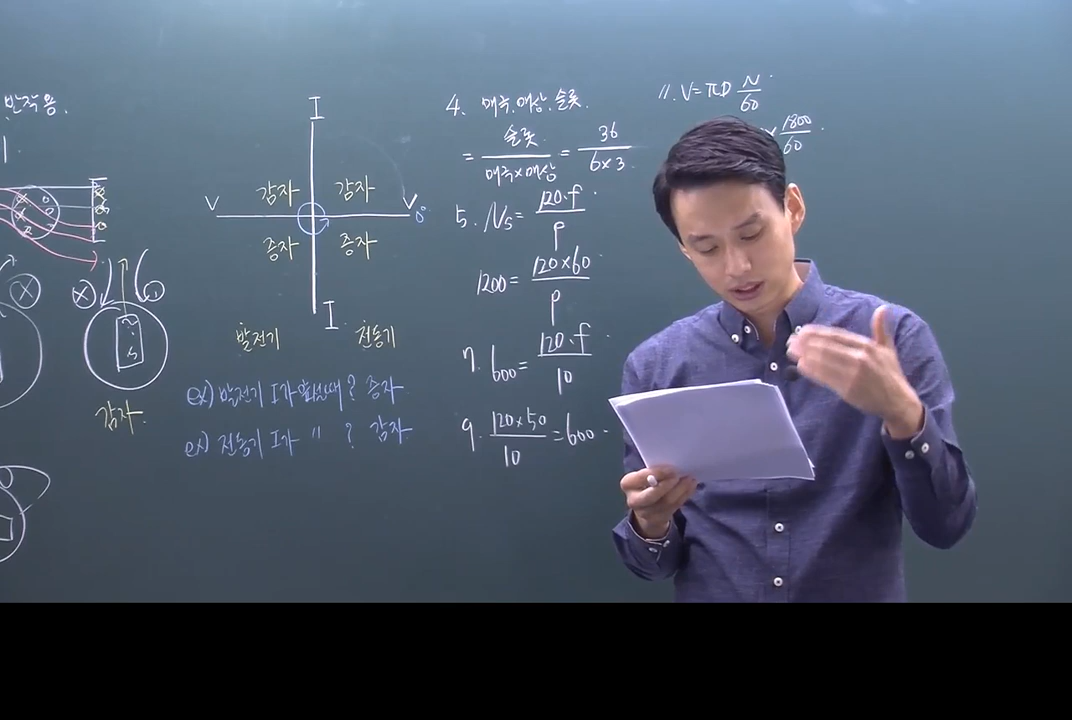 반작용.
I
V
감자
감자
V
0°
증자
증자
I
발전기
전동기
감자
ex) 발전기 I가 앞설때? 증자
ex) 전동기 I가 〃 ? 감자
N
S
4. 매극.매상.슬롯.
= 슬롯 / 매극×매상 = 36 / 6×3
5. Ns = 120·f / P
1200 = 120×60 / P
7. 600 = 120·f / 10
9. 120×50 / 10 = 600
11. V=πD N/60
× 1800/60